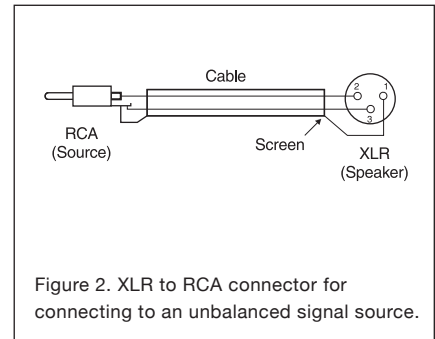 Cable
2 1
3
RCA
(Source)
Screen
XLR
(Speaker)
Figure 2. XLR to RCA connector for
connecting to an unbalanced signal source.